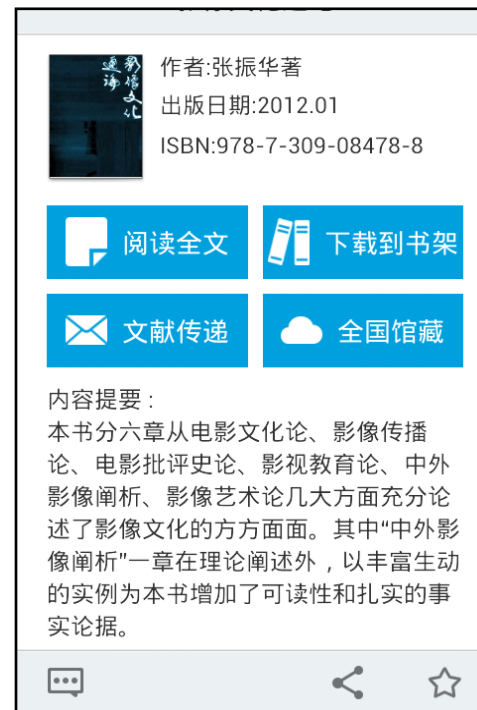 影像文化通论
作者:张振华著
出版日期:2012.01
ISBN:978-7-309-08478-8
阅读全文
下载到书架
文献传递
全国馆藏
内容提要 :
本书分六章从电影文化论、影像传播
论、电影批评史论、影视教育论、中外
影像阐析、影像艺术论几大方面充分论
述了影像文化的方方面面。其中“中外影
像阐析”一章在理论阐述外，以丰富生动
的实例为本书增加了可读性和扎实的事
实论据。